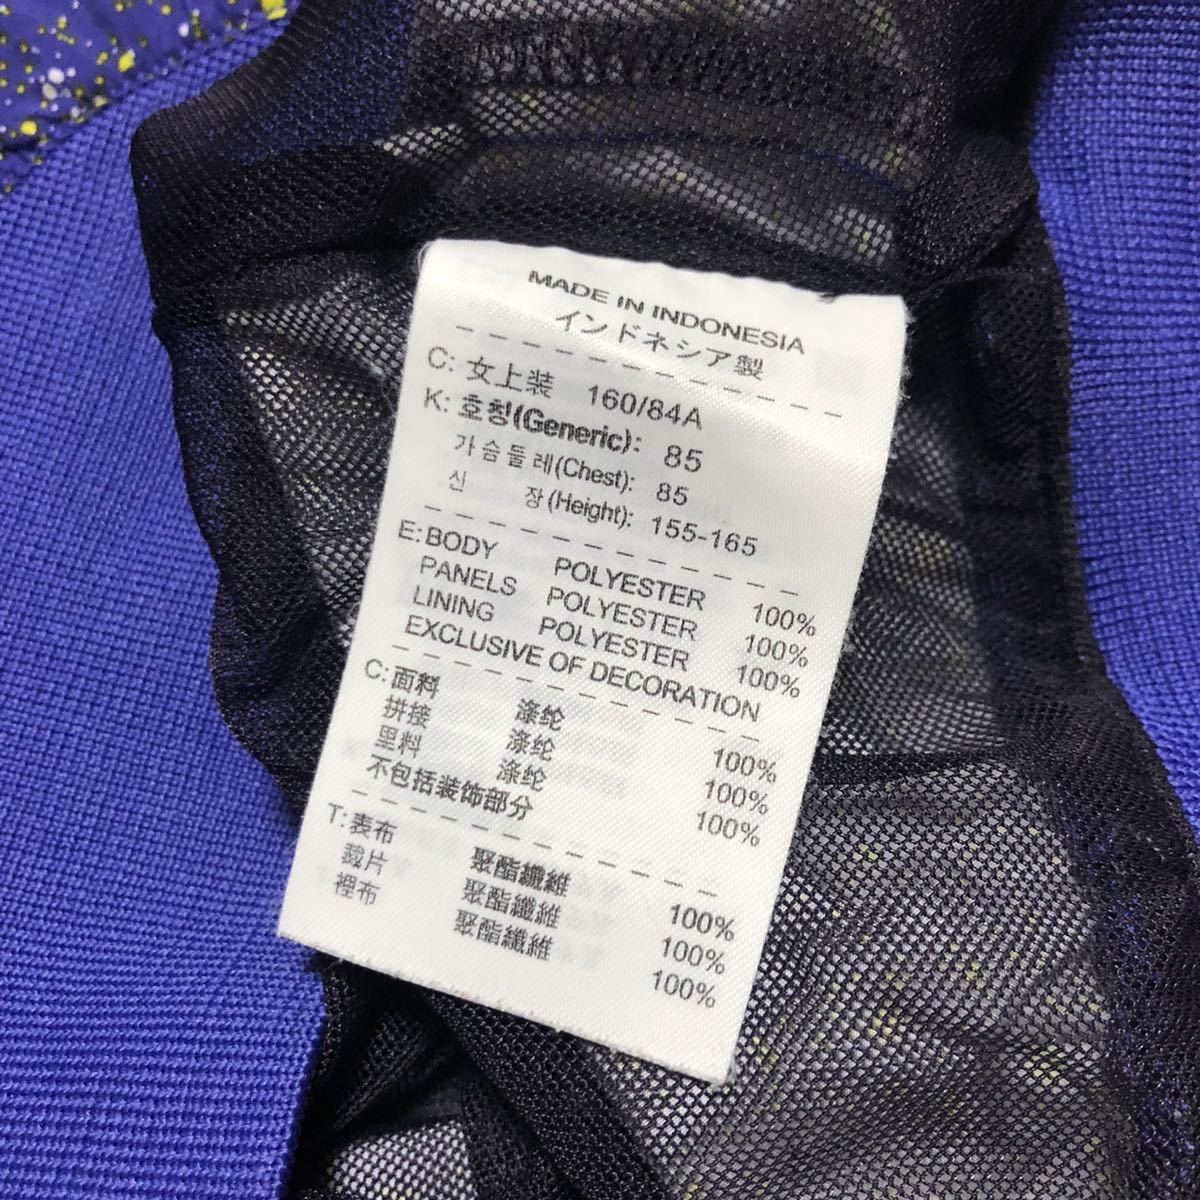 MADE IN INDONESIA
インドネシア製
C: 女上装 160/84A
K: 호칭(Generic): 85
가슴둘레(Chest): 85
신 장(Height): 155-165
E: BODY POLYESTER 100%
PANELS POLYESTER 100%
LINING POLYESTER 100%
EXCLUSIVE OF DECORATION
C: 面料 涤纶 100%
拼接 涤纶 100%
里料 涤纶 100%
不包括装饰部分
T: 表布 聚酯纖維 100%
裁片 聚酯纖維 100%
裡布 聚酯纖維 100%